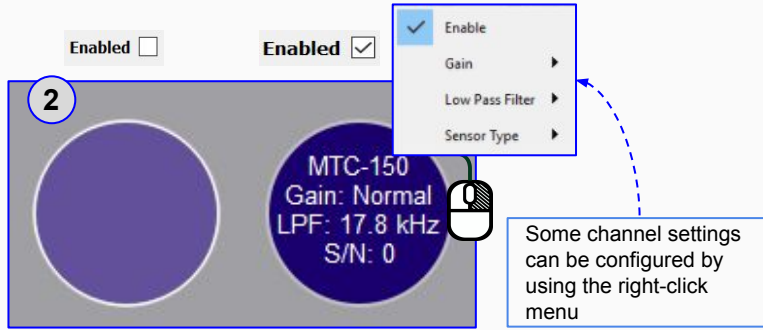 Enabled
Enabled
Enable
Gain
Low Pass Filter
Sensor Type
2
MTC-150
Gain: Normal
LPF: 17.8 kHz
S/N: 0
Some channel settings
can be configured by
using the right-click
menu